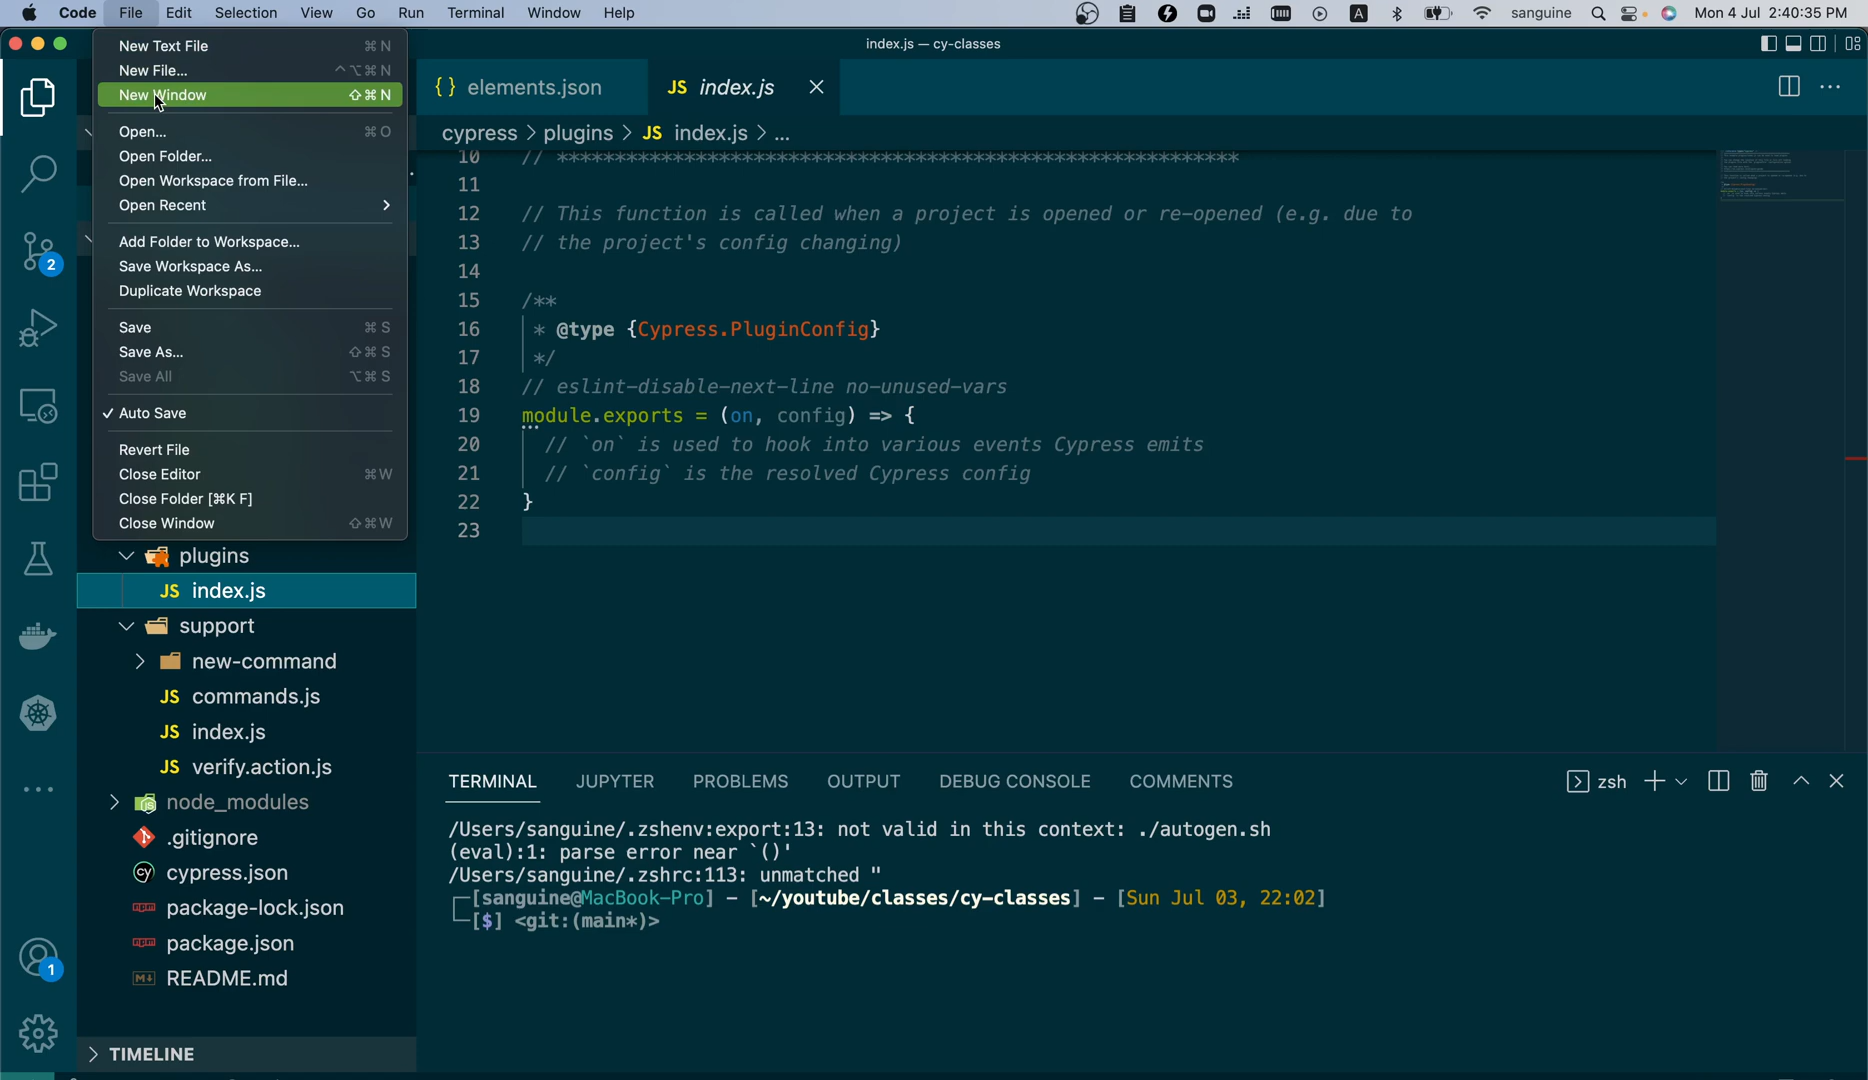 Code File Edit Selection View Go Run Terminal Window Help
A sanguine Mon 4 Jul 2:40:35 PM
index.js — cy-classes
New Text File ⌘ N
New File... ^⌥⌘ N
New Window ⇧⌘ N
Open... ⌘ O
Open Folder...
Open Workspace from File...
Open Recent >
Add Folder to Workspace...
Save Workspace As...
Duplicate Workspace
Save ⌘ S
Save As... ⇧⌘ S
Save All ⌥⌘ S
✓ Auto Save
Revert File
Close Editor ⌘W
Close Folder [⌘K F]
Close Window ⇧⌘W
2
1
plugins
JS index.js
support
new-command
JS commands.js
JS index.js
JS verify.action.js
node_modules
.gitignore
cy cypress.json
package-lock.json
package.json
README.md
TIMELINE
{ } elements.json JS index.js
cypress > plugins > JS index.js > ...
10 // ***********************************************************
11
12 // This function is called when a project is opened or re-opened (e.g. due to
13 // the project's config changing)
14
15 /**
16 * @type {Cypress.PluginConfig}
17 */
18 // eslint-disable-next-line no-unused-vars
19 module.exports = (on, config) => {
20 // `on` is used to hook into various events Cypress emits
21 // `config` is the resolved Cypress config
22 }
23
TERMINAL JUPYTER PROBLEMS OUTPUT DEBUG CONSOLE COMMENTS zsh
/Users/sanguine/.zshenv:export:13: not valid in this context: ./autogen.sh
(eval):1: parse error near `()'
/Users/sanguine/.zshrc:113: unmatched "
┌─[sanguine@MacBook-Pro] - [~/youtube/classes/cy-classes] - [Sun Jul 03, 22:02]
└─[$] <git:(main*)>